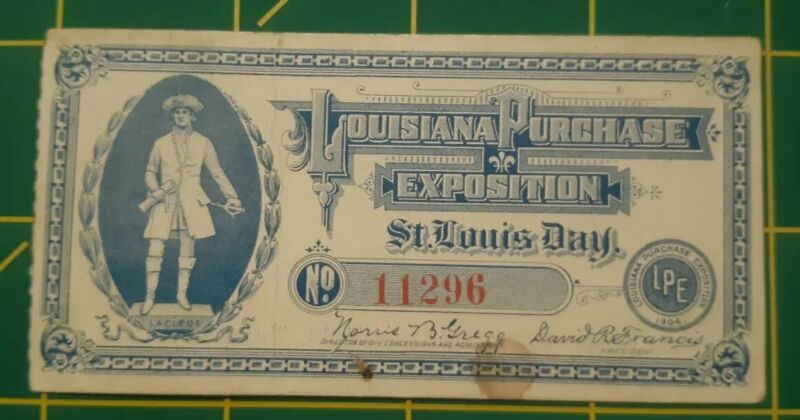 LOUISIANA PURCHASE
EXPOSITION
St. Louis Day.
No. 11296
LOUISIANA PURCHASE EXPOSITION
LPE
1904
Norris B. Gregg
DIRECTOR OF DIV. CONCESSIONS AND
David R. Francis
PRESIDENT
LACLEDE